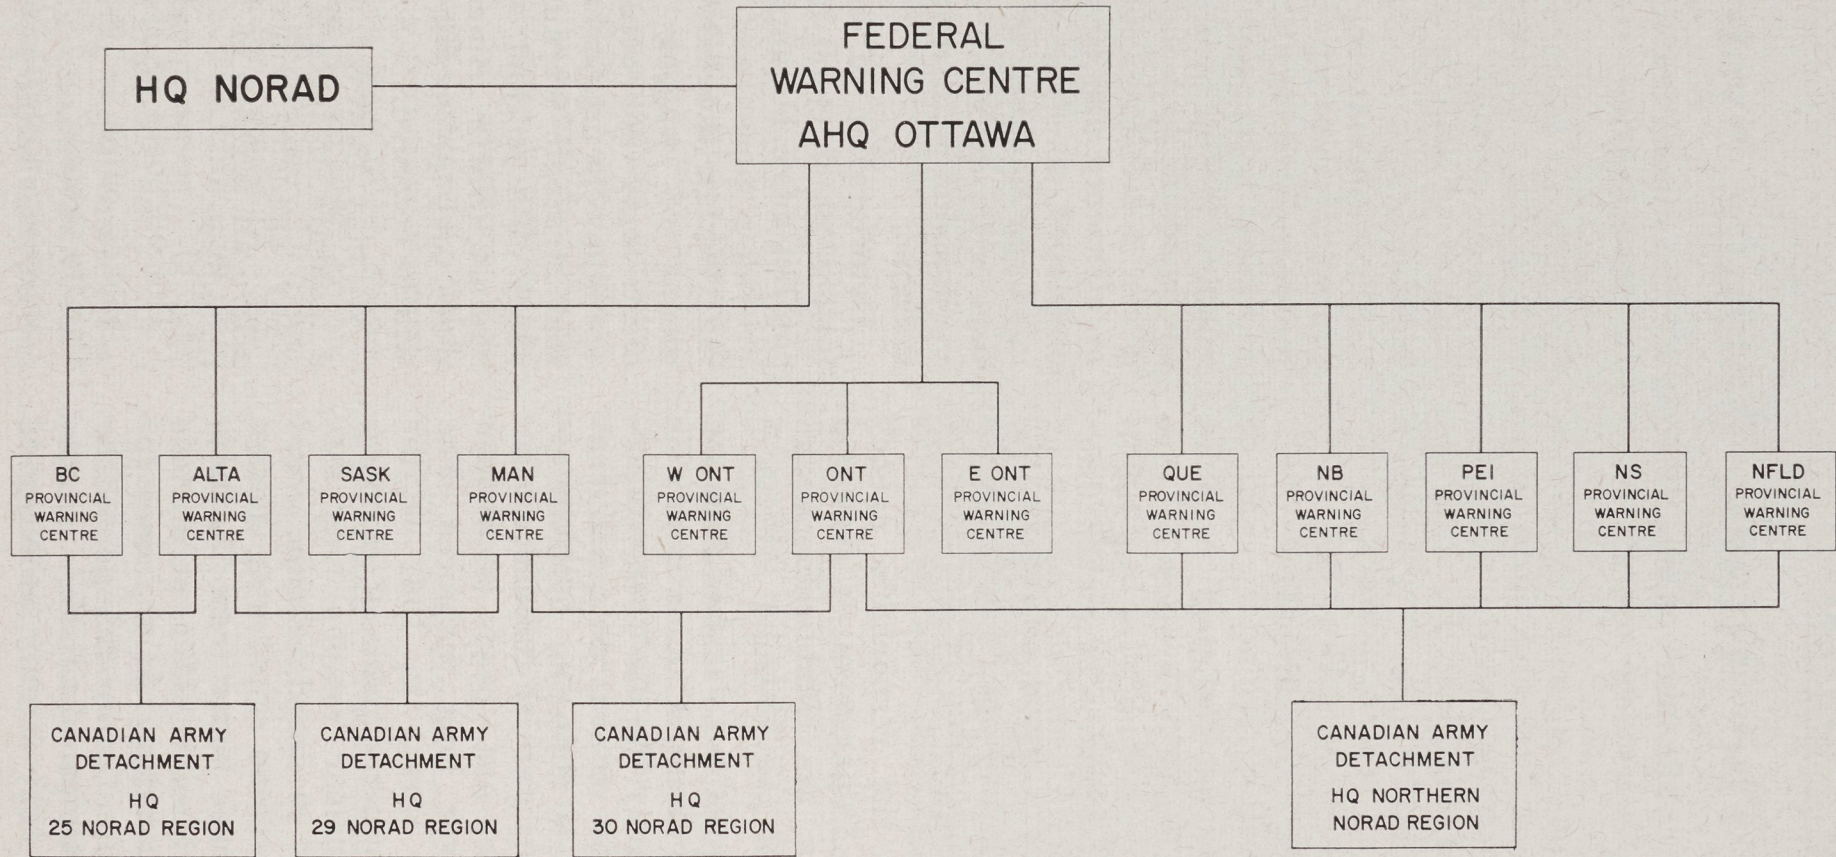 HQ NORAD
FEDERAL
WARNING CENTRE
AHQ OTTAWA
BC
PROVINCIAL
WARNING
CENTRE
ALTA
PROVINCIAL
WARNING
CENTRE
SASK
PROVINCIAL
WARNING
CENTRE
MAN
PROVINCIAL
WARNING
CENTRE
W ONT
PROVINCIAL
WARNING
CENTRE
ONT
PROVINCIAL
WARNING
CENTRE
E ONT
PROVINCIAL
WARNING
CENTRE
QUE
PROVINCIAL
WARNING
CENTRE
NB
PROVINCIAL
WARNING
CENTRE
PEI
PROVINCIAL
WARNING
CENTRE
NS
PROVINCIAL
WARNING
CENTRE
NFLD
PROVINCIAL
WARNING
CENTRE
CANADIAN ARMY
DETACHMENT
HQ
25 NORAD REGION
CANADIAN ARMY
DETACHMENT
HQ
29 NORAD REGION
CANADIAN ARMY
DETACHMENT
HQ
30 NORAD REGION
CANADIAN ARMY
DETACHMENT
HQ NORTHERN
NORAD REGION